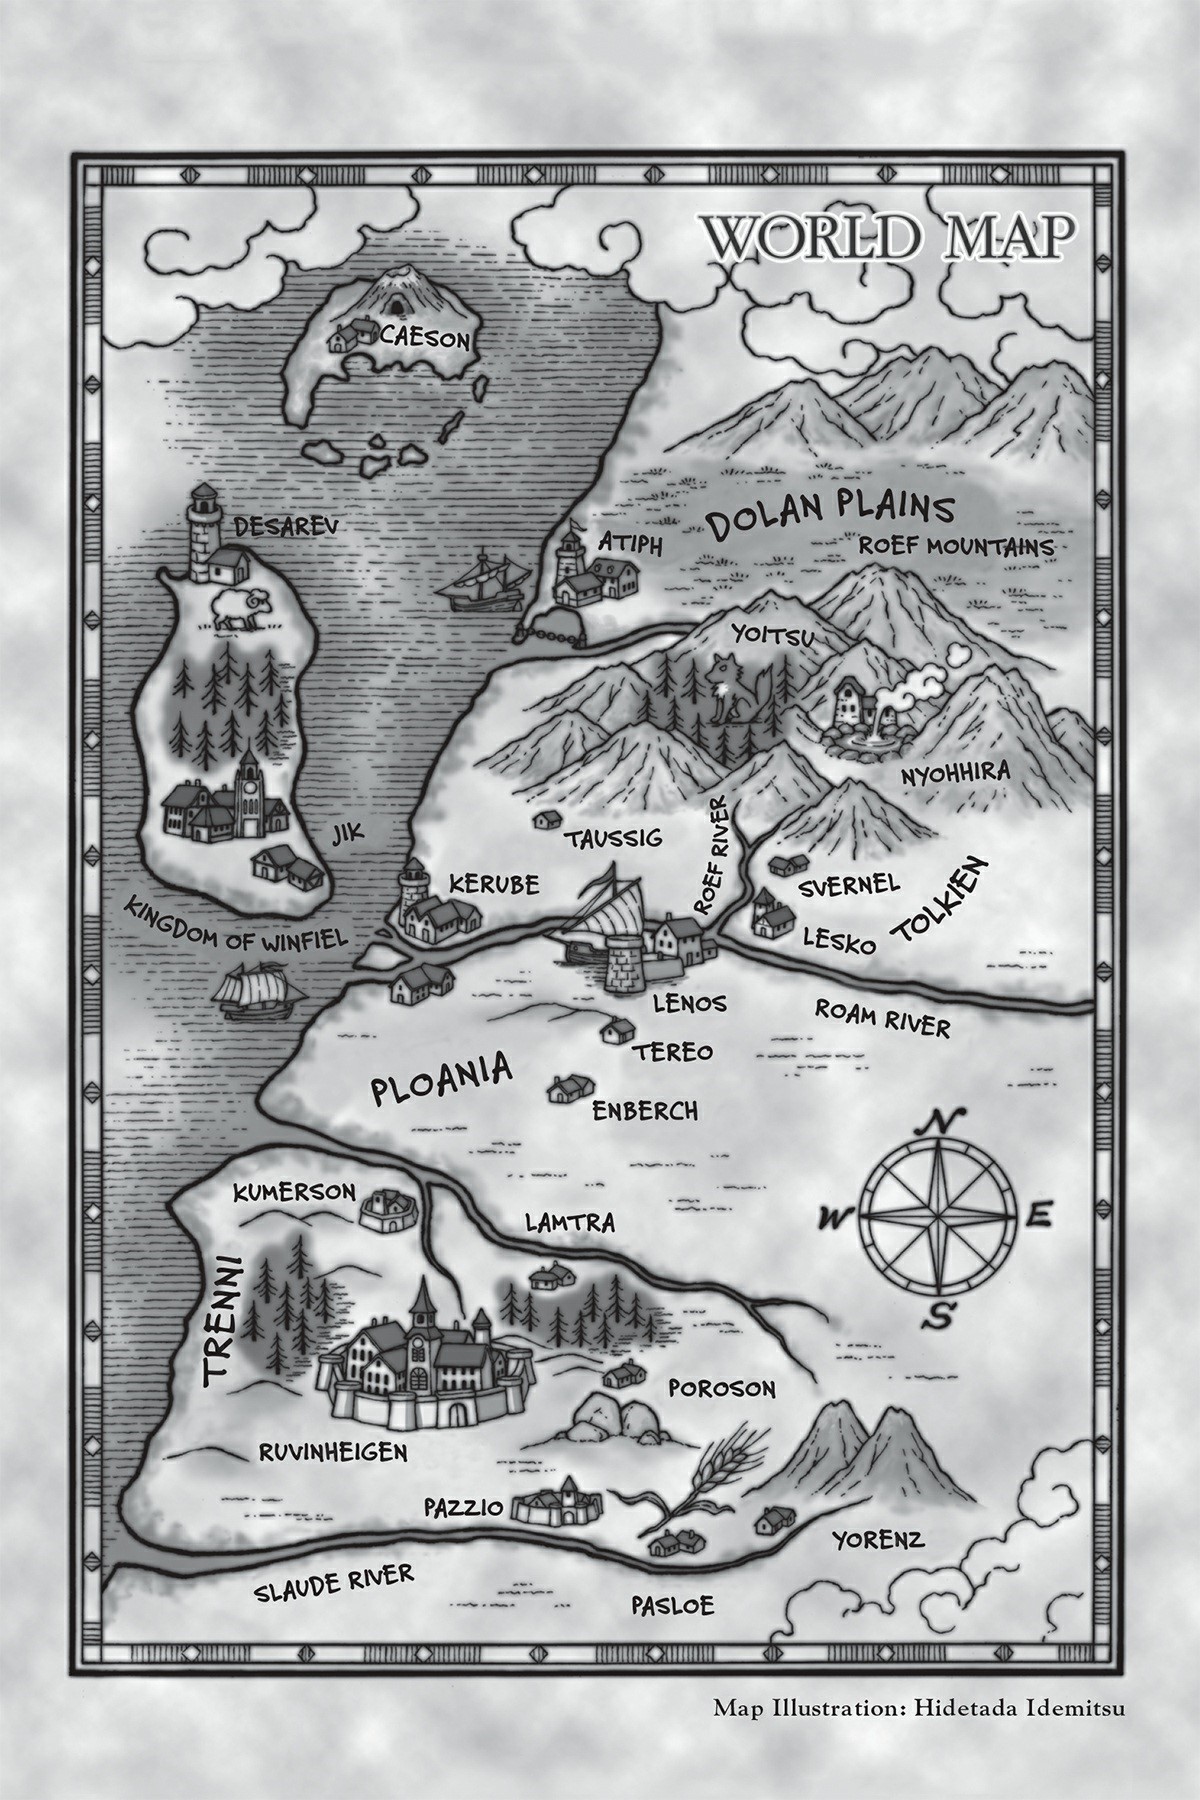 WORLD MAP
CAESON
DESAREV
DOLAN PLAINS
ATIPH
ROEF MOUNTAINS
YOITSU
NYOHHIRA
JIK
TAUSSIG
ROEF RIVER
KERUBE
SVERNEL
TOLKIEN
KINGDOM OF WINFIEL
LESKO
LENOS
ROAM RIVER
TEREO
PLOANIA
ENBERCH
N
W
E
S
KUMERSON
LAMTRA
TRENNI
POROSON
RUVINHEIGEN
PAZZIO
YORENZ
SLAUDE RIVER
PASLOE
Map Illustration: Hidetada Idemitsu